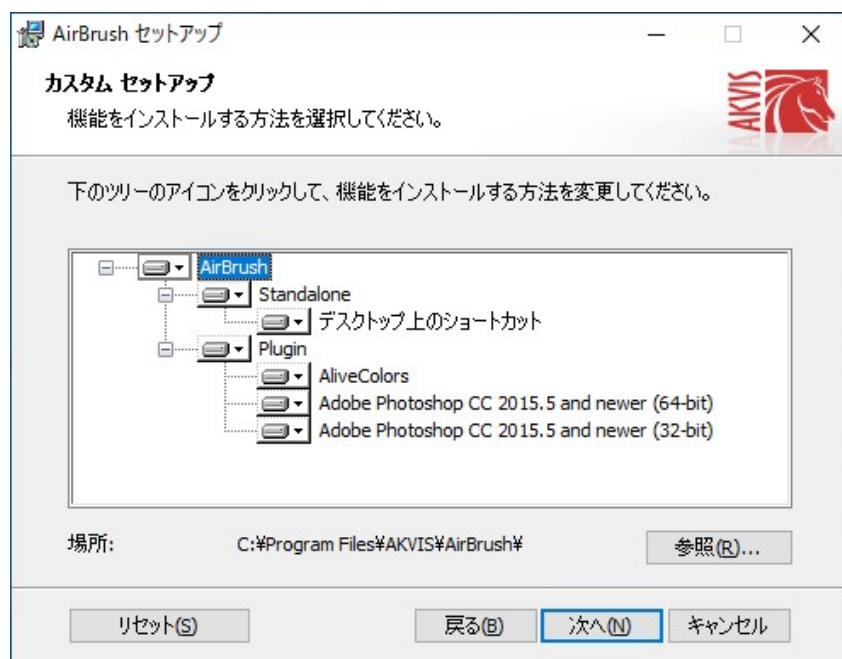 AirBrush セットアップ
カスタム セットアップ
機能をインストールする方法を選択してください。
AKVIS
下のツリーのアイコンをクリックして、機能をインストールする方法を変更してください。
AirBrush
Standalone
デスクトップ上のショートカット
Plugin
AliveColors
Adobe Photoshop CC 2015.5 and newer (64-bit)
Adobe Photoshop CC 2015.5 and newer (32-bit)
場所: C:¥Program Files¥AKVIS¥AirBrush¥ 参照(R)...
リセット(S) 戻る(B) 次へ(N) キャンセル